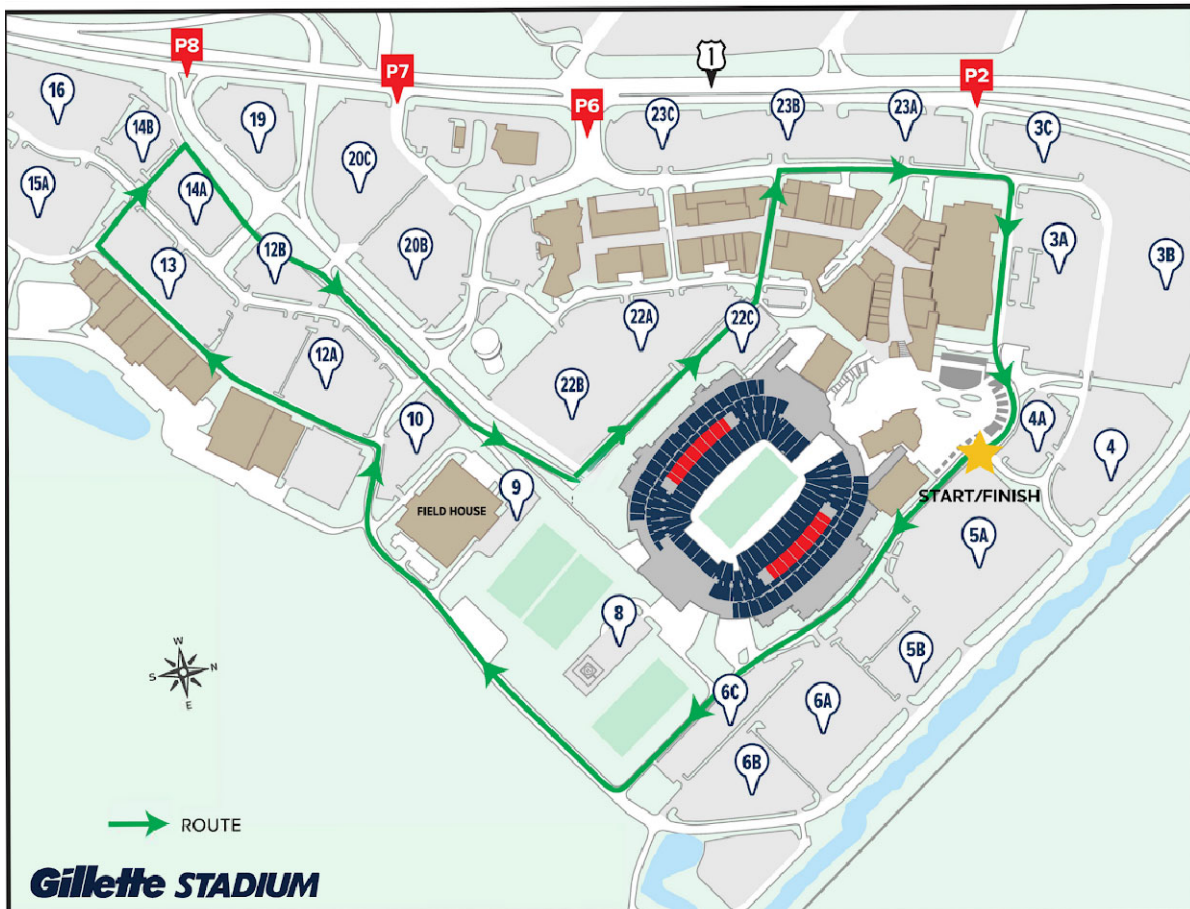 P8
P7
P6
1
P2
16
14B
19
20C
23C
23B
23A
3C
15A
14A
13
12B
20B
22A
22C
3A
3B
12A
22B
10
9
FIELD HOUSE
4A
4
START/FINISH
5A
8
5B
6C
6A
6B
W
S
N
E
ROUTE
Gillette STADIUM